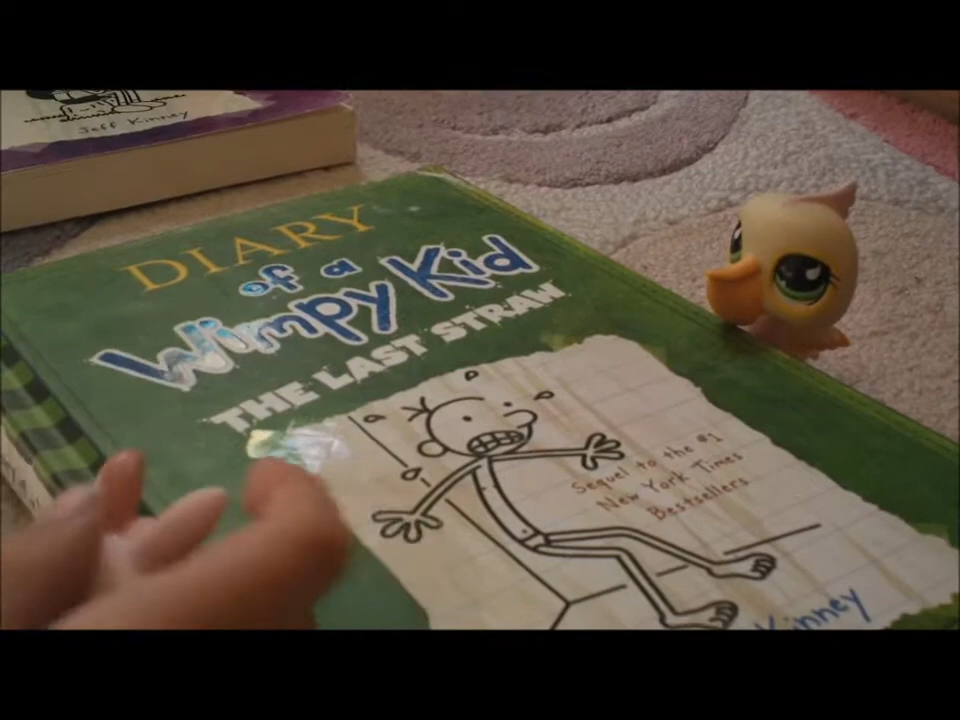 Jeff Kinney
DIARY
of a
Wimpy Kid
THE LAST STRAW
Sequel to the #1
New York Times
Bestsellers
Kinney